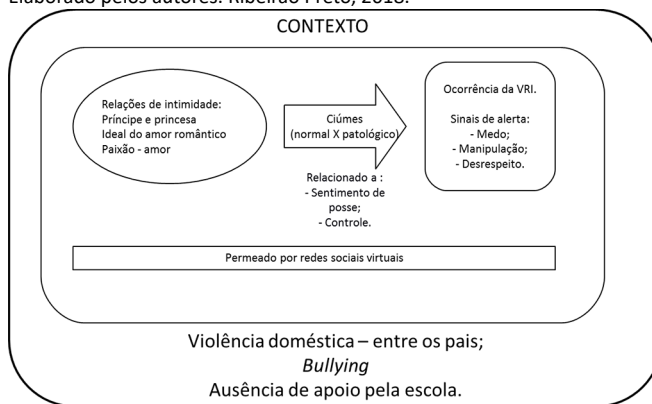 Elaborado pelos autores. Ribeirão Preto, 2018.
CONTEXTO
Relações de intimidade:
Príncipe e princesa
Ideal do amor romântico
Paixão - amor
Ciúmes
(normal X patológico)
Relacionado a :
- Sentimento de
posse;
- Controle.
Ocorrência da VRI.
Sinais de alerta:
- Medo;
- Manipulação;
- Desrespeito.
Permeado por redes sociais virtuais
Violência doméstica – entre os pais;
Bullying
Ausência de apoio pela escola.